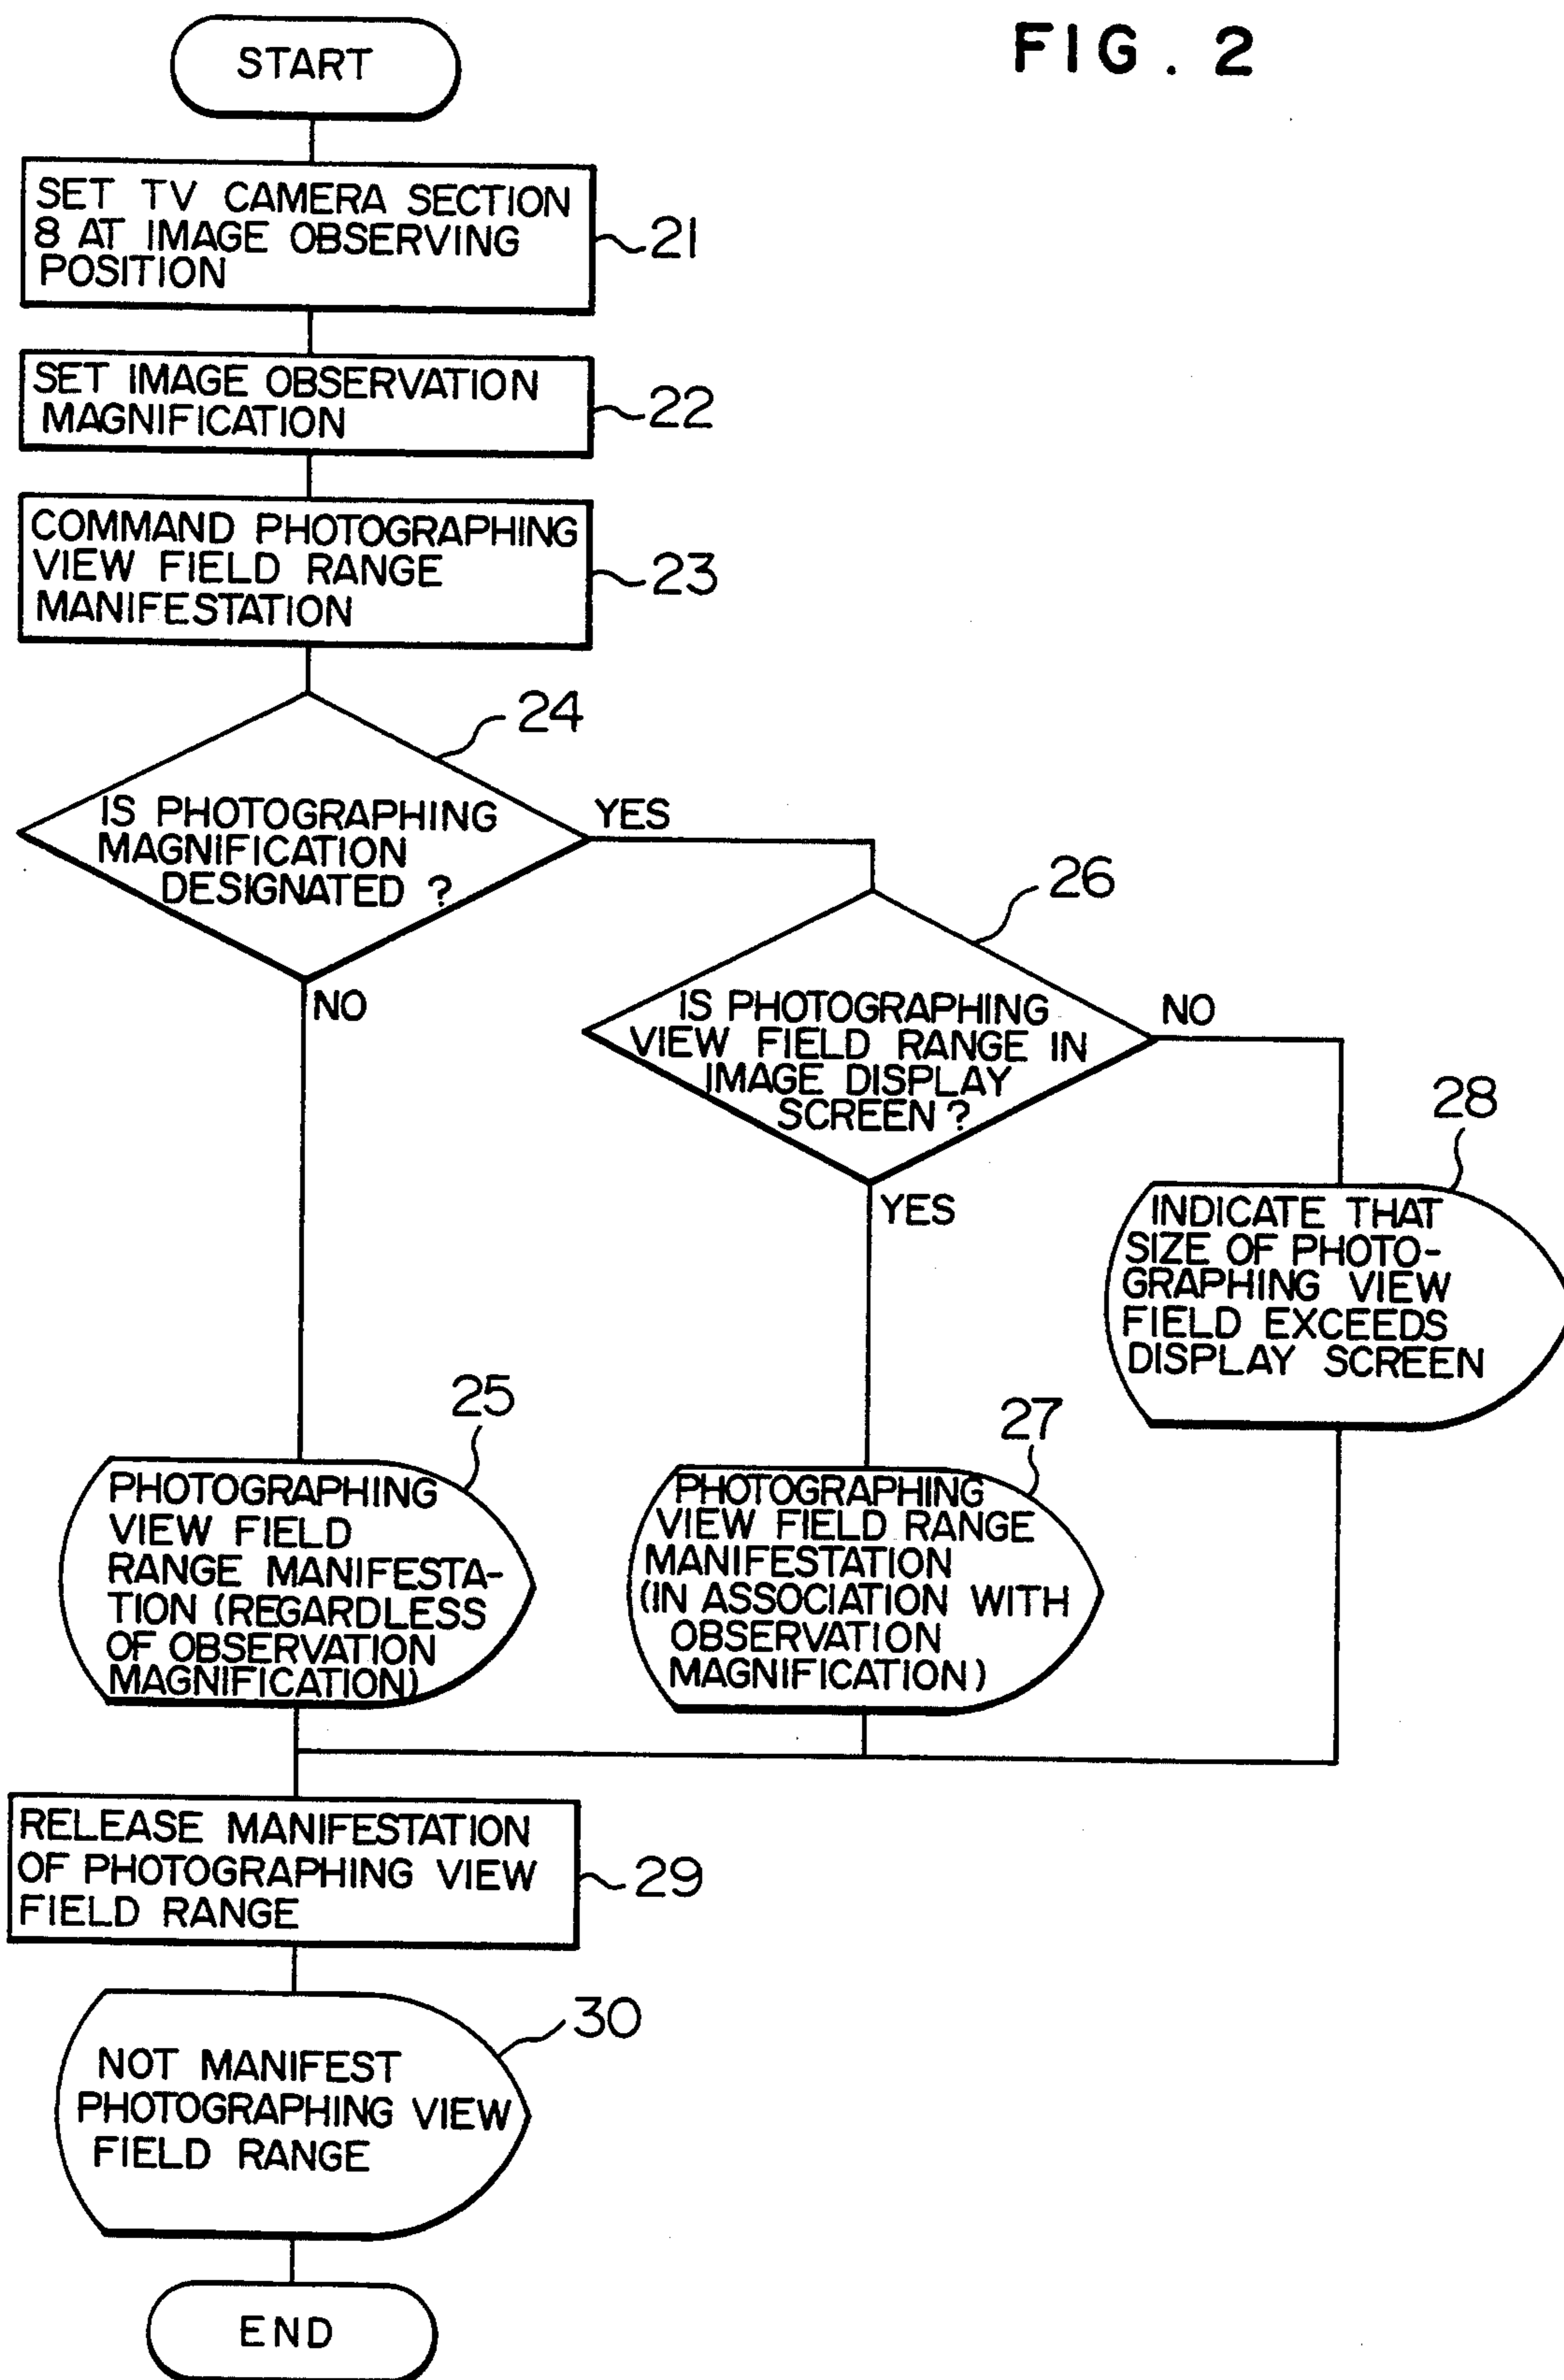 FIG. 2
START
SET TV CAMERA SECTION
8 AT IMAGE OBSERVING
POSITION
21
SET IMAGE OBSERVATION
MAGNIFICATION
22
COMMAND PHOTOGRAPHING
VIEW FIELD RANGE
MANIFESTATION
23
24
IS PHOTOGRAPHING
MAGNIFICATION
DESIGNATED ?
YES
NO
26
IS PHOTOGRAPHING
VIEW FIELD RANGE IN
IMAGE DISPLAY
SCREEN ?
NO
YES
28
INDICATE THAT
SIZE OF PHOTO-
GRAPHING VIEW
FIELD EXCEEDS
DISPLAY SCREEN
25
PHOTOGRAPHING
VIEW FIELD
RANGE MANIFESTA-
TION (REGARDLESS
OF OBSERVATION
MAGNIFICATION)
27
PHOTOGRAPHING
VIEW FIELD RANGE
MANIFESTATION
(IN ASSOCIATION WITH
OBSERVATION
MAGNIFICATION)
RELEASE MANIFESTATION
OF PHOTOGRAPHING VIEW
FIELD RANGE
29
30
NOT MANIFEST
PHOTOGRAPHING VIEW
FIELD RANGE
END